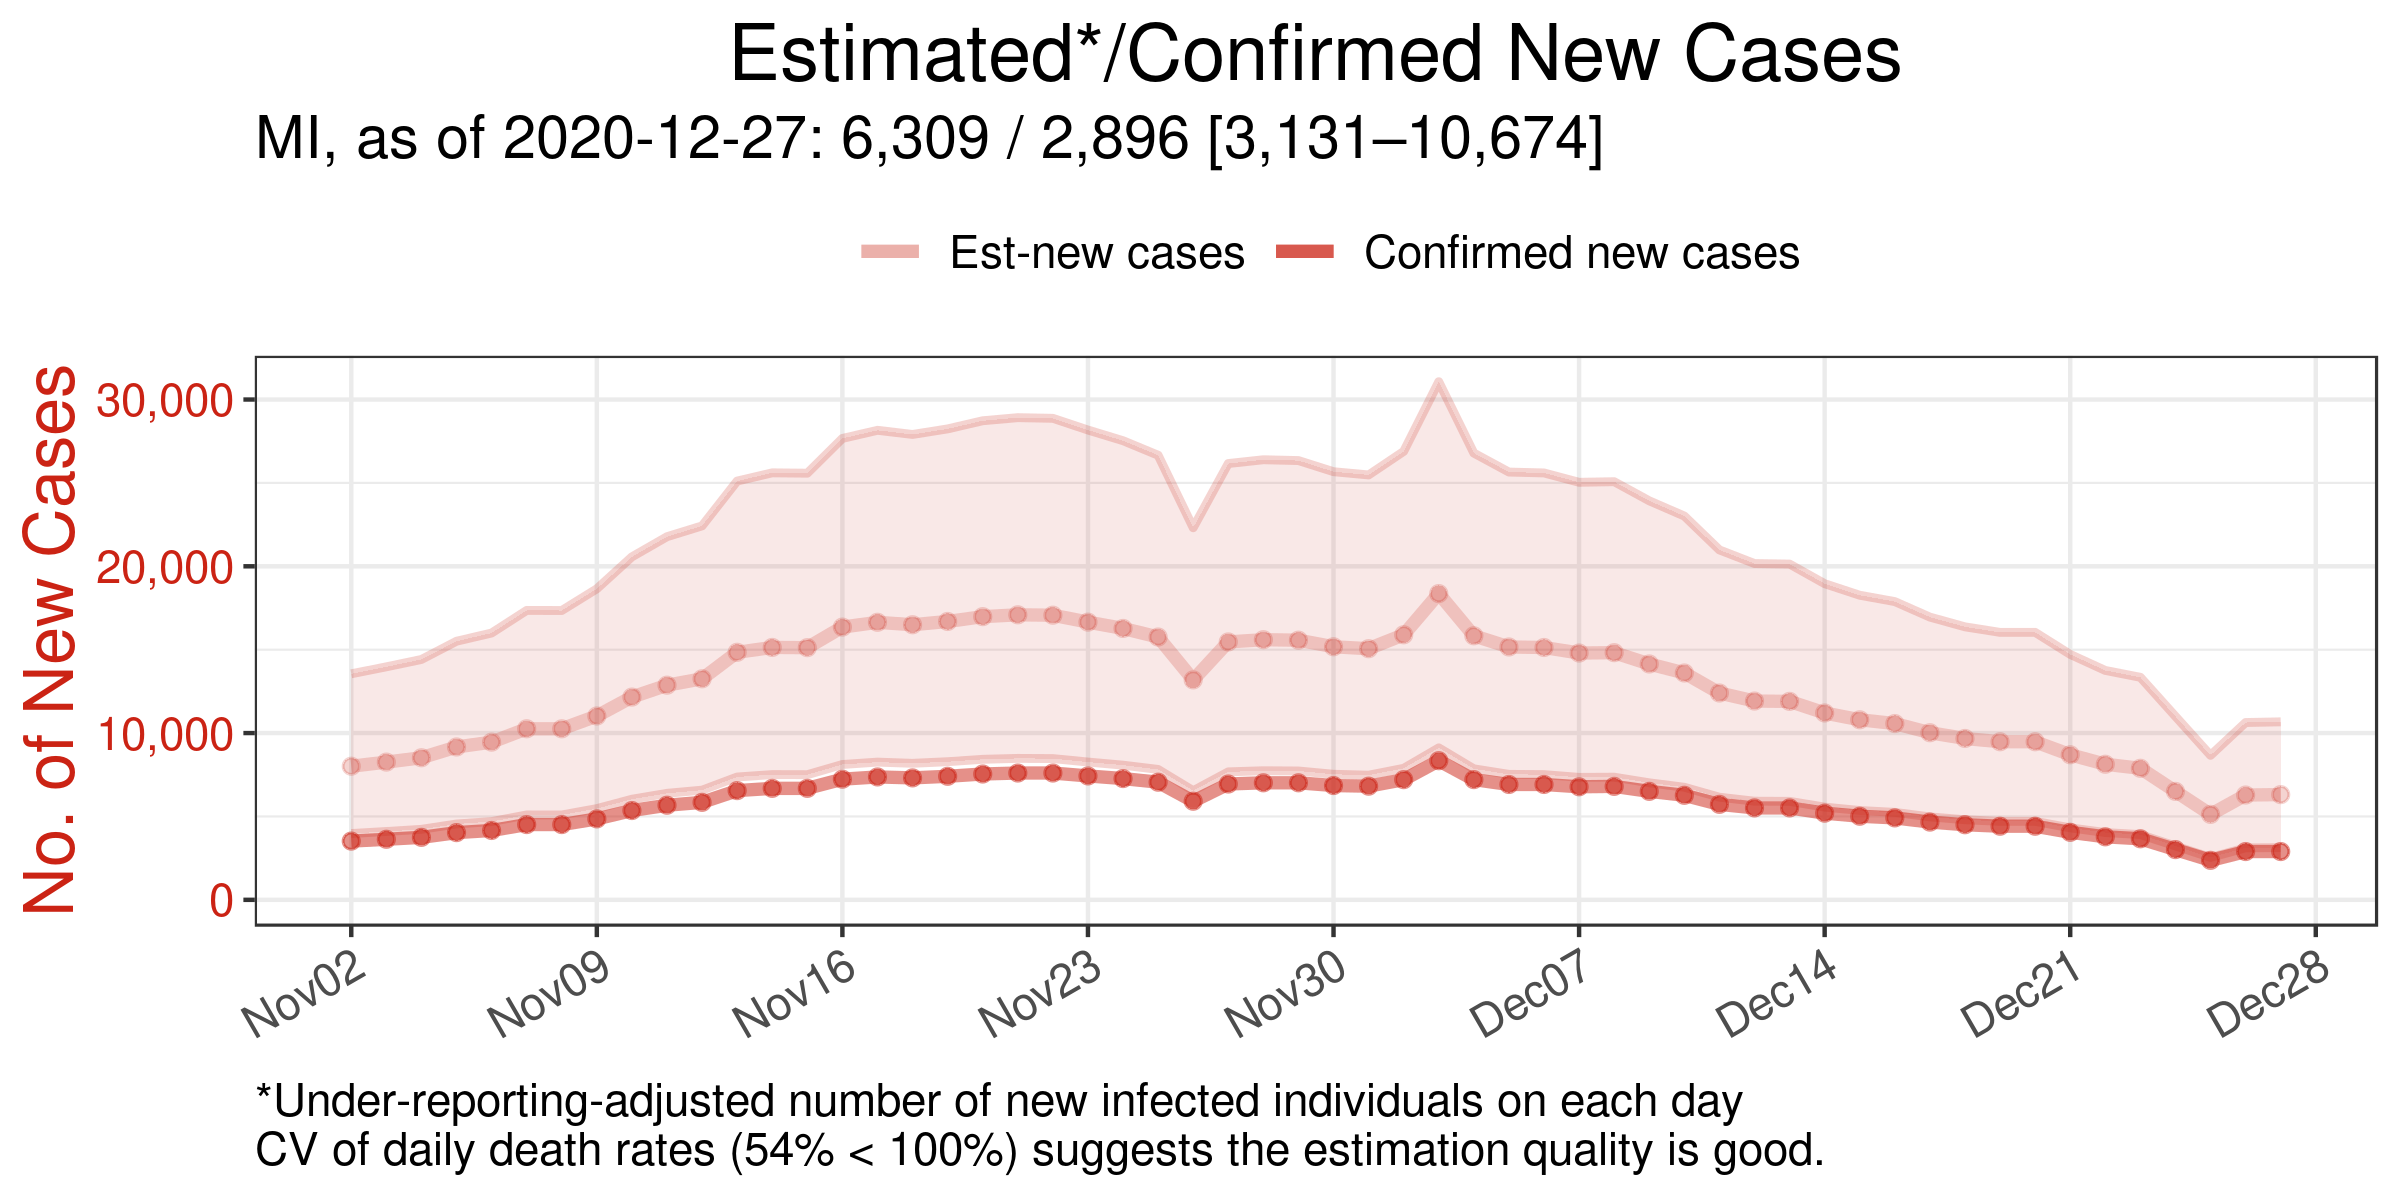 Estimated*/Confirmed New Cases
MI, as of 2020-12-27: 6,309 / 2,896 [3,131–10,674]
Est-new cases
Confirmed new cases
No. of New Cases
30,000
20,000
10,000
0
Nov02
Nov09
Nov16
Nov23
Nov30
Dec07
Dec14
Dec21
Dec28
*Under-reporting-adjusted number of new infected individuals on each day
CV of daily death rates (54% < 100%) suggests the estimation quality is good.